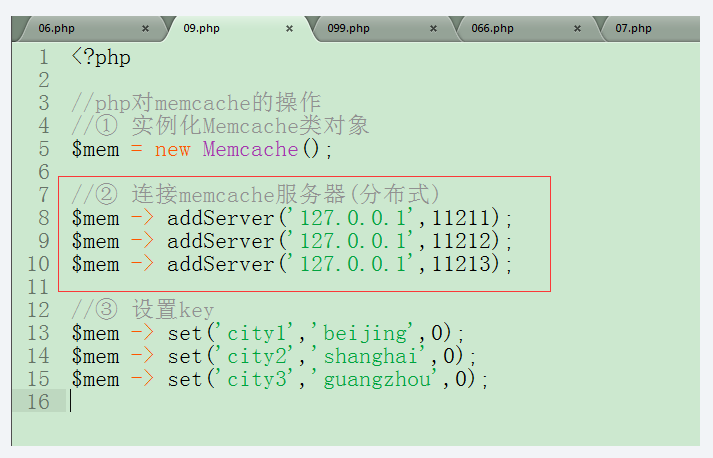 06.php × 09.php × 099.php × 066.php × 07.php
1 <?php
2
3 //php对memcache的操作
4 //① 实例化Memcache类对象
5 $mem = new Memcache();
6
7 //② 连接memcache服务器(分布式)
8 $mem -> addServer('127.0.0.1',11211);
9 $mem -> addServer('127.0.0.1',11212);
10 $mem -> addServer('127.0.0.1',11213);
11
12 //③ 设置key
13 $mem -> set('city1','beijing',0);
14 $mem -> set('city2','shanghai',0);
15 $mem -> set('city3','guangzhou',0);
16